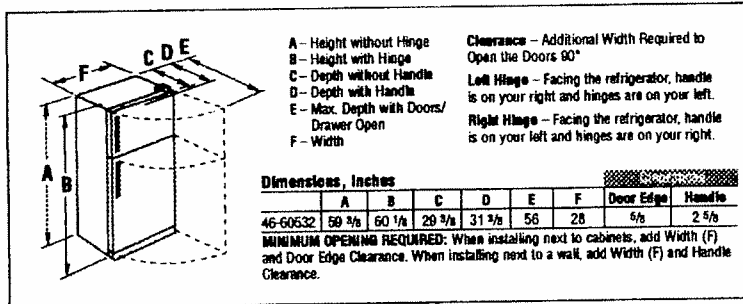 F
C D E
A
B
A – Height without Hinge
B – Height with Hinge
C – Depth without Handle
D – Depth with Handle
E – Max. Depth with Doors/
Drawer Open
F – Width
Clearance – Additional Width Required to
Open the Doors 90°
Left Hinge – Facing the refrigerator, handle
is on your right and hinges are on your left.
Right Hinge – Facing the refrigerator, handle
is on your left and hinges are on your right.
Dimensions, Inches
A B C D E F Door Edge Handle
46-60532 59 3/8 60 1/8 29 3/8 31 3/8 56 28 5/8 2 5/8
MINIMUM OPENING REQUIRED: When installing next to cabinets, add Width (F)
and Door Edge Clearance. When installing next to a wall, add Width (F) and Handle
Clearance.